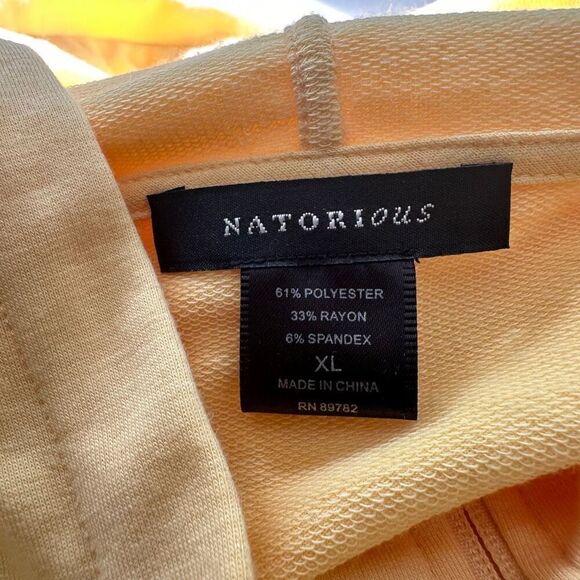 NATORIous
61% POLYESTER
33% RAYON
6% SPANDEX
XL
MADE IN CHINA
RN 89782